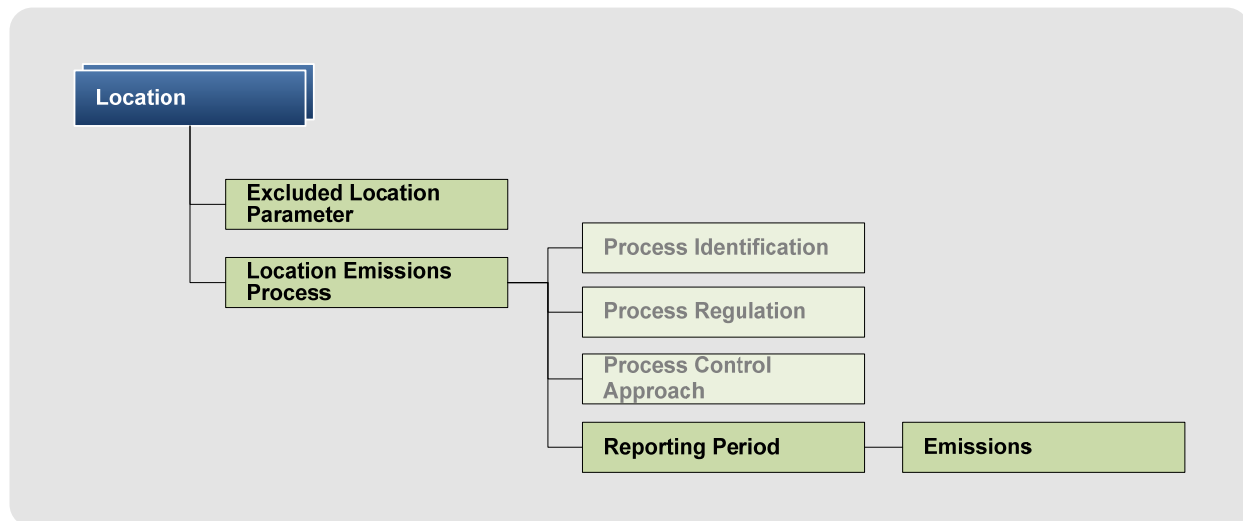 Location
Excluded Location
Parameter
Location Emissions
Process
Process Identification
Process Regulation
Process Control
Approach
Reporting Period
Emissions